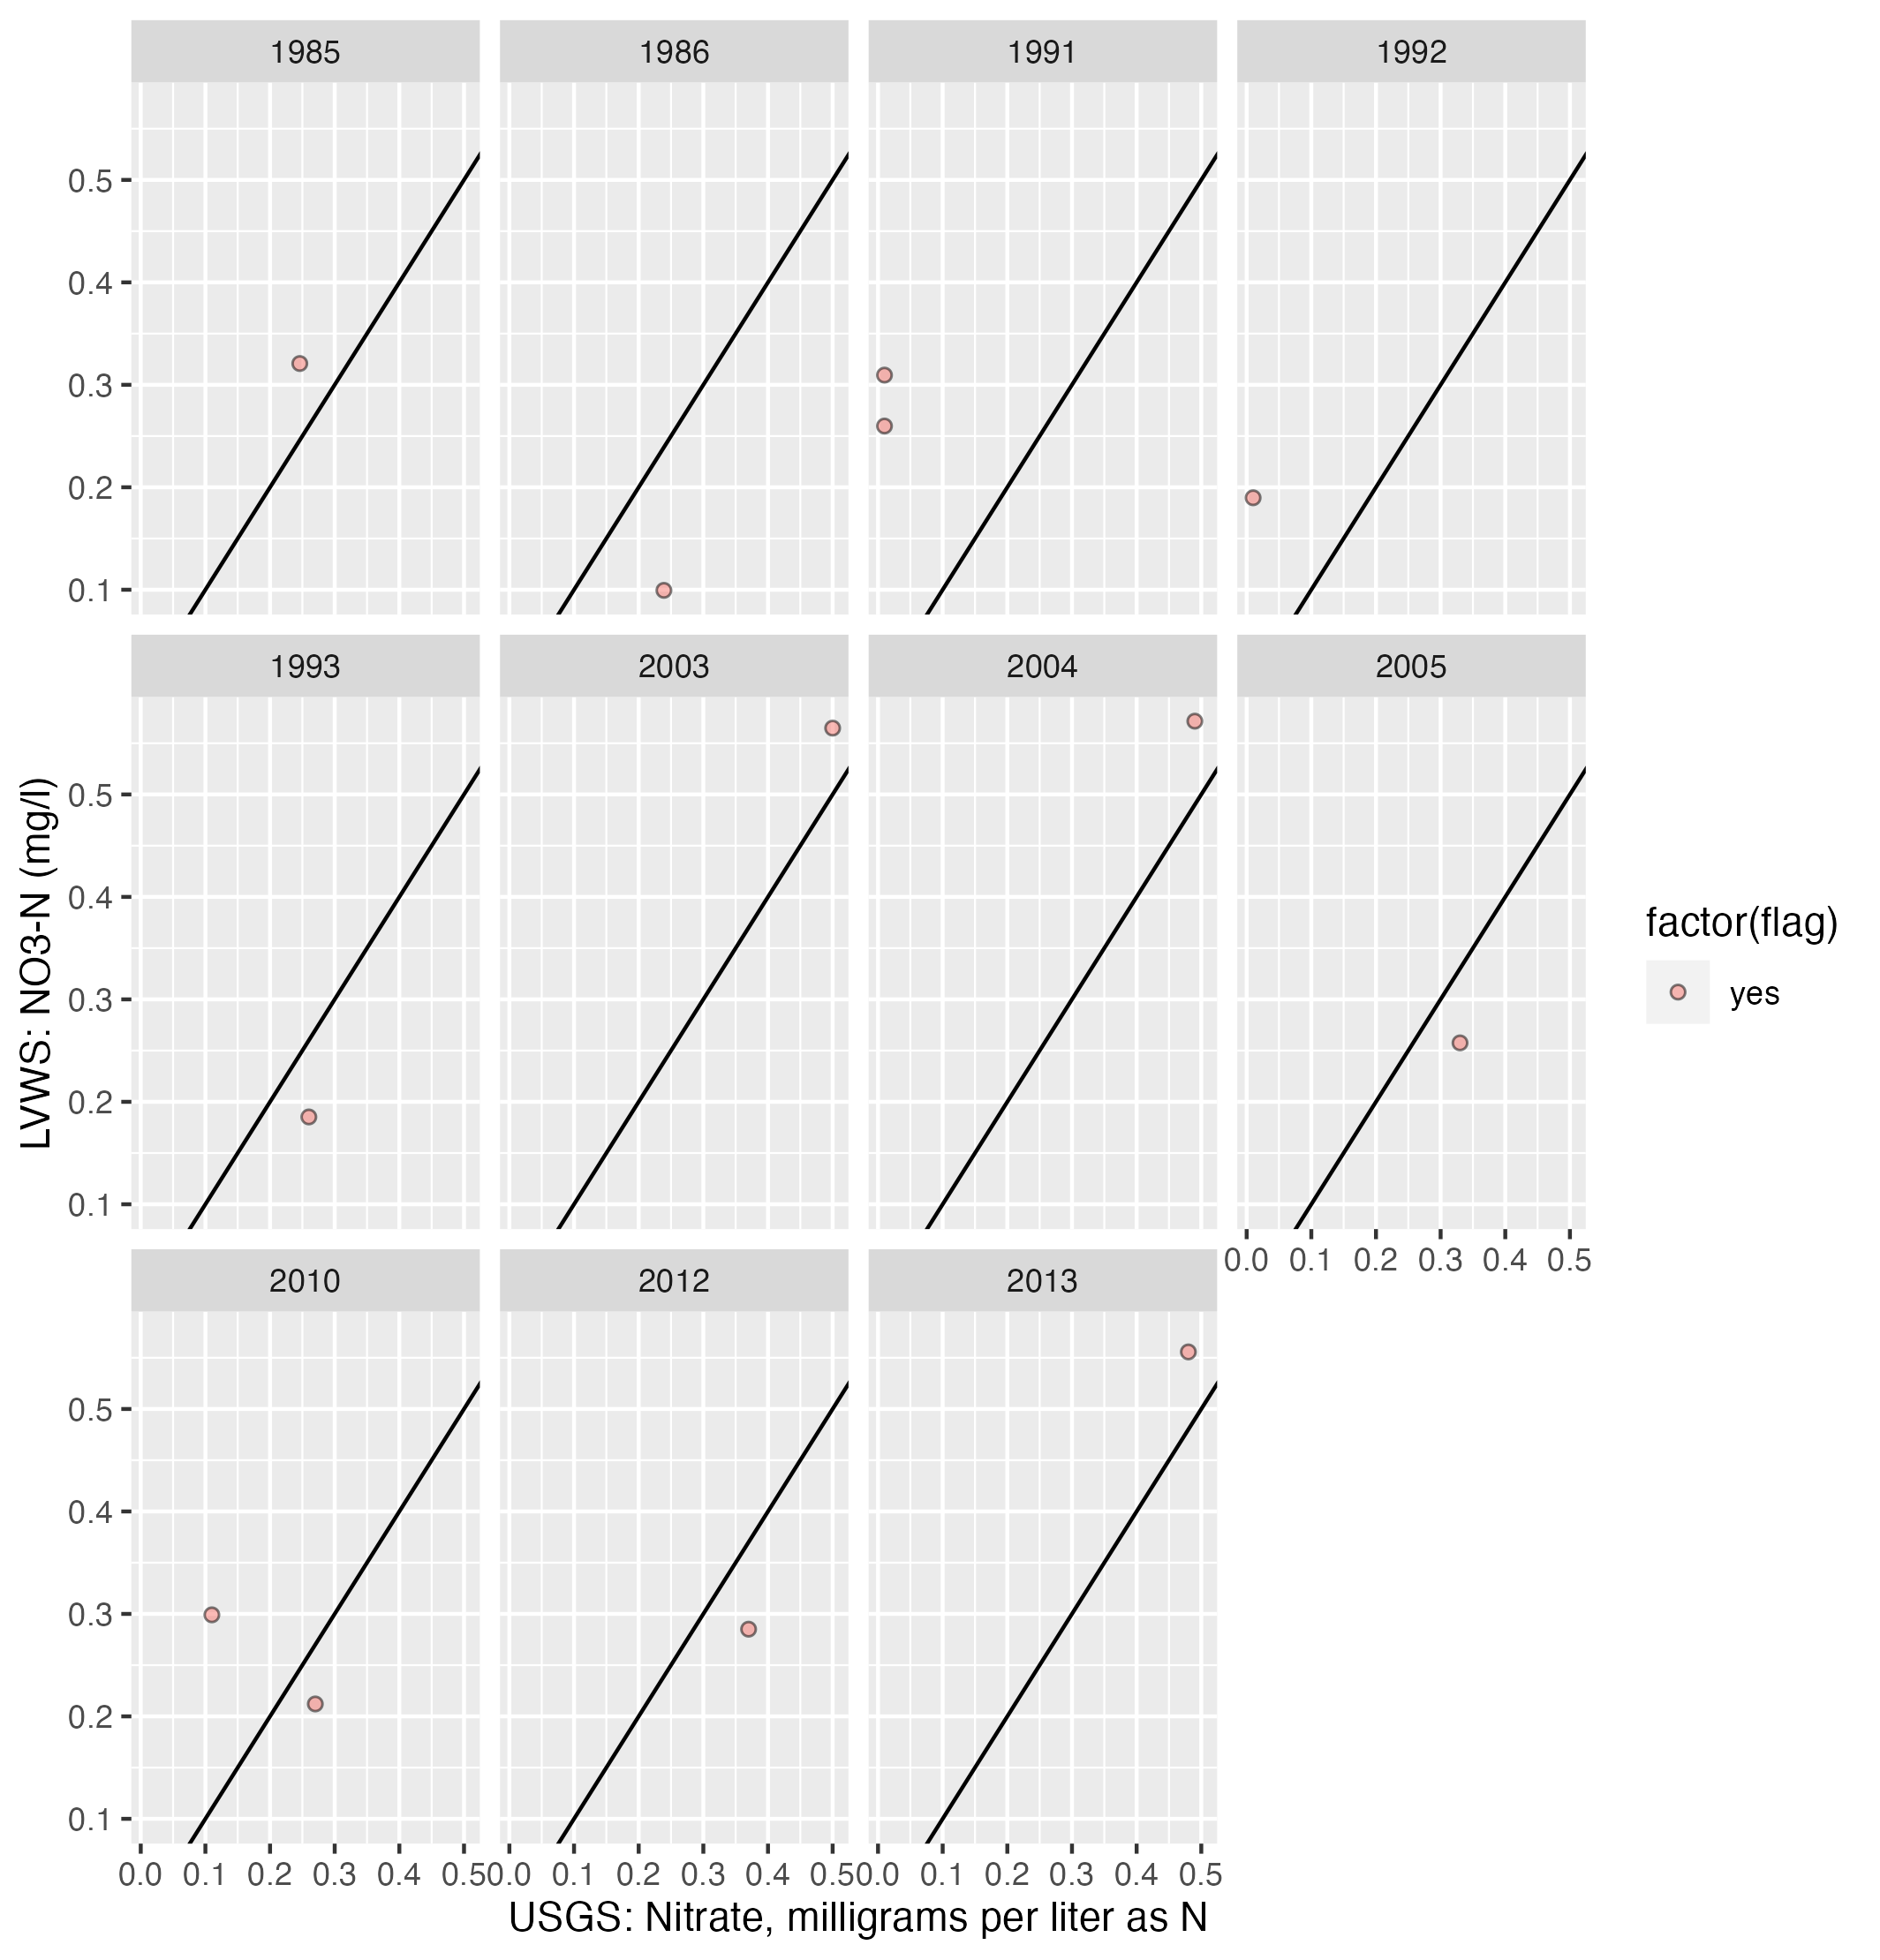 1985 1986 1991 1992
0.5
0.4
0.3
0.2
0.1
1993 2003 2004 2005
0.5
0.4
0.3
0.2
0.1
0.0 0.1 0.2 0.3 0.4 0.5
2010 2012 2013
0.5
0.4
0.3
0.2
0.1
0.0 0.1 0.2 0.3 0.4 0.5 0.0 0.1 0.2 0.3 0.4 0.5 0.0 0.1 0.2 0.3 0.4 0.5
USGS: Nitrate, milligrams per liter as N
LVWS: NO3-N (mg/l)
factor(flag)
yes